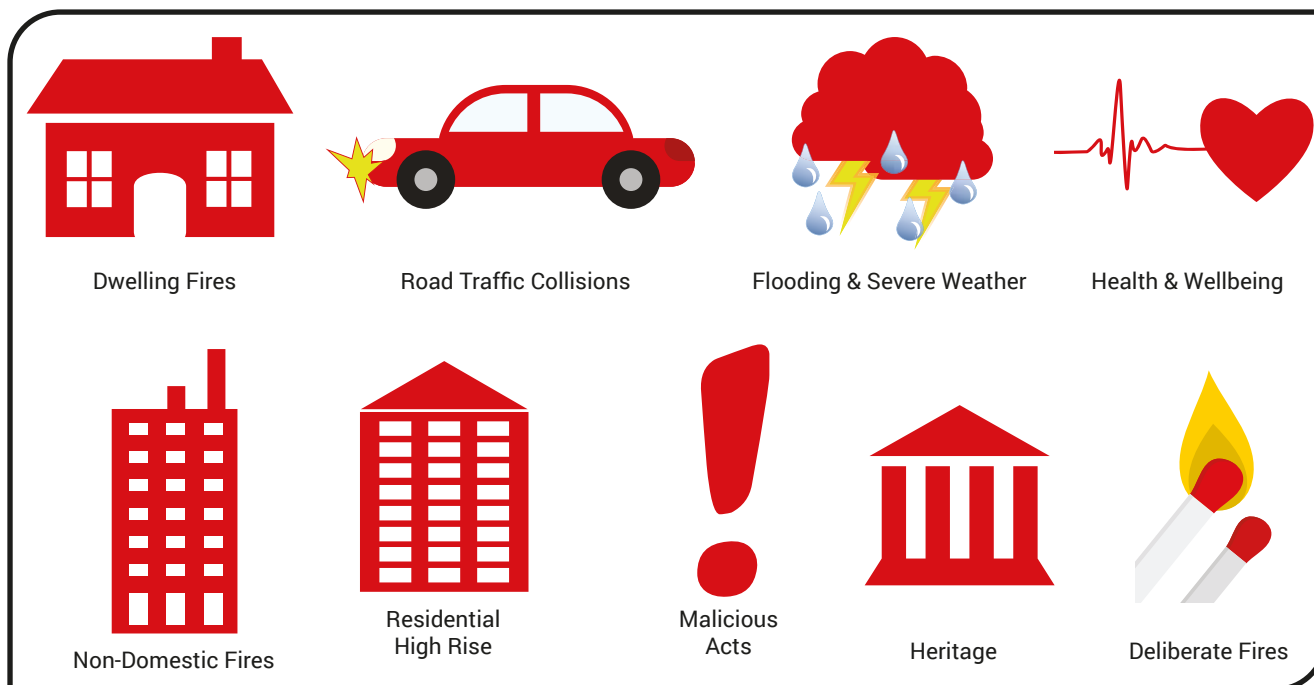 Dwelling Fires
Road Traffic Collisions
Flooding & Severe Weather
Health & Wellbeing
Non-Domestic Fires
Residential
High Rise
Malicious
Acts
Heritage
Deliberate Fires